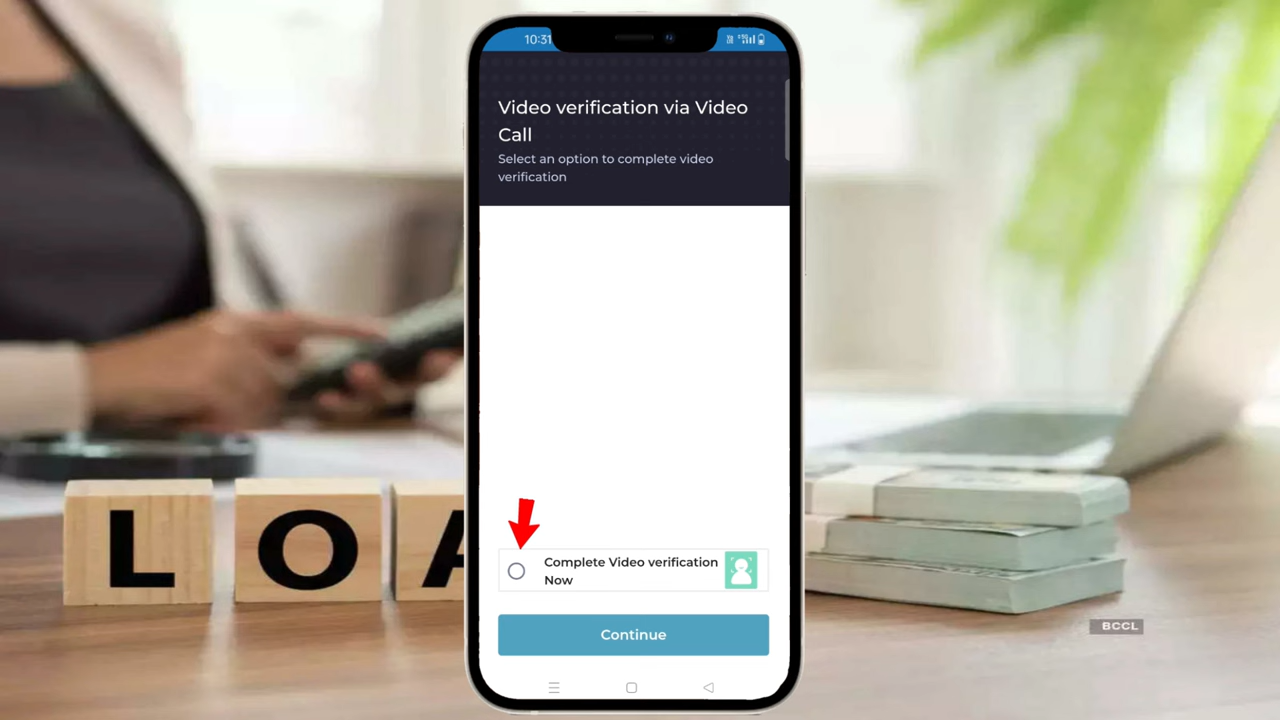 10:31
Video verification via Video
Call
Select an option to complete video
verification
LOA
Complete Video verification
Now
Continue
BCCL